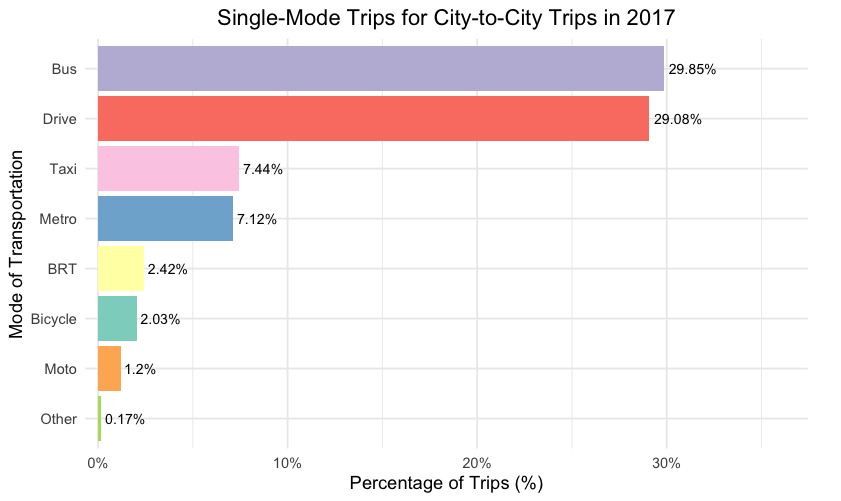 Single-Mode Trips for City-to-City Trips in 2017
Mode of Transportation
Bus 29.85%
Drive 29.08%
Taxi 7.44%
Metro 7.12%
BRT 2.42%
Bicycle 2.03%
Moto 1.2%
Other 0.17%
0% 10% 20% 30%
Percentage of Trips (%)